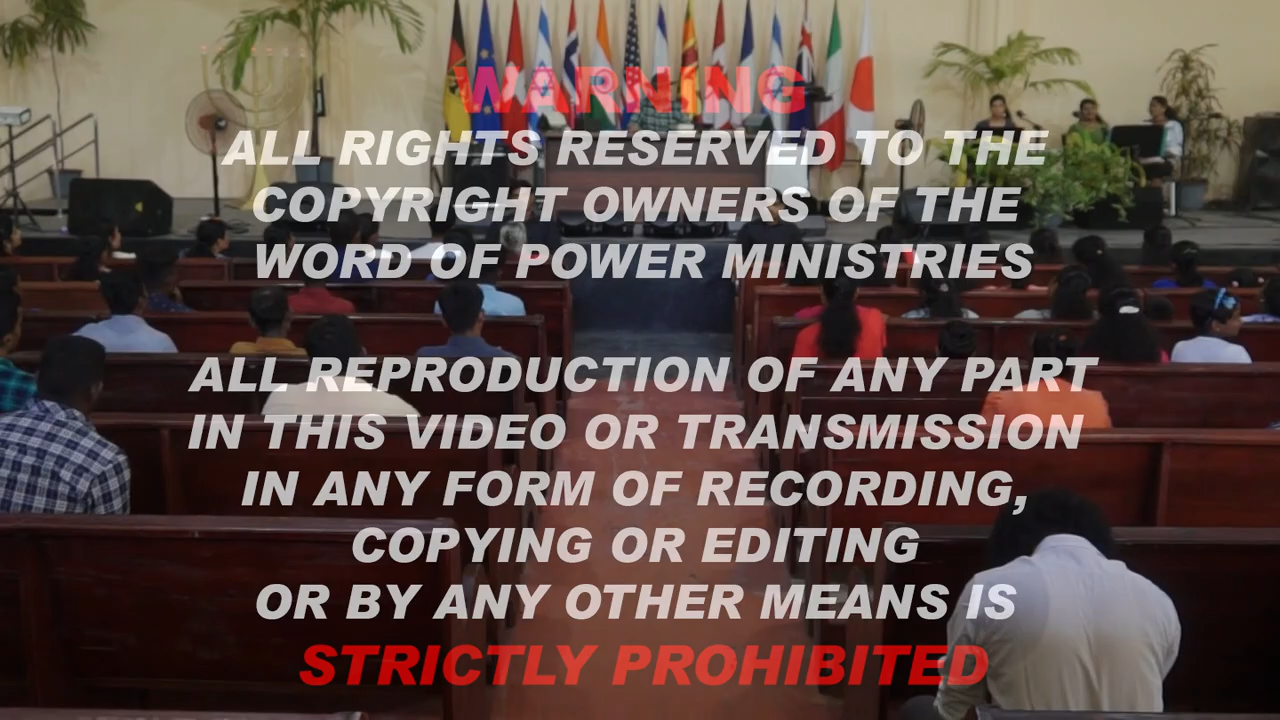 WARNING
ALL RIGHTS RESERVED TO THE
COPYRIGHT OWNERS OF THE
WORD OF POWER MINISTRIES
ALL REPRODUCTION OF ANY PART
IN THIS VIDEO OR TRANSMISSION
IN ANY FORM OF RECORDING,
COPYING OR EDITING
OR BY ANY OTHER MEANS IS
STRICTLY PROHIBITED